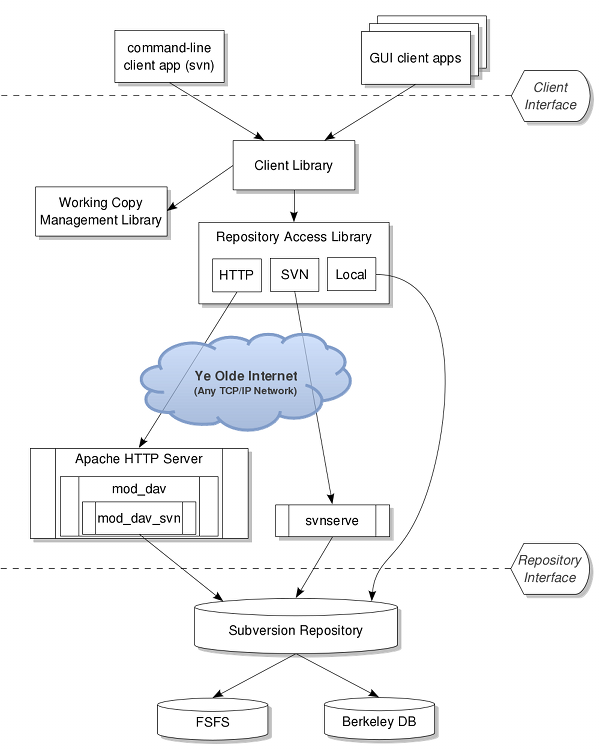 command-line
client app (svn)
GUI client apps
Client
Interface
Client Library
Working Copy
Management Library
Repository Access Library
HTTP
SVN
Local
Ye Olde Internet
(Any TCP/IP Network)
Apache HTTP Server
mod_dav
mod_dav_svn
svnserve
Repository
Interface
Subversion Repository
FSFS
Berkeley DB